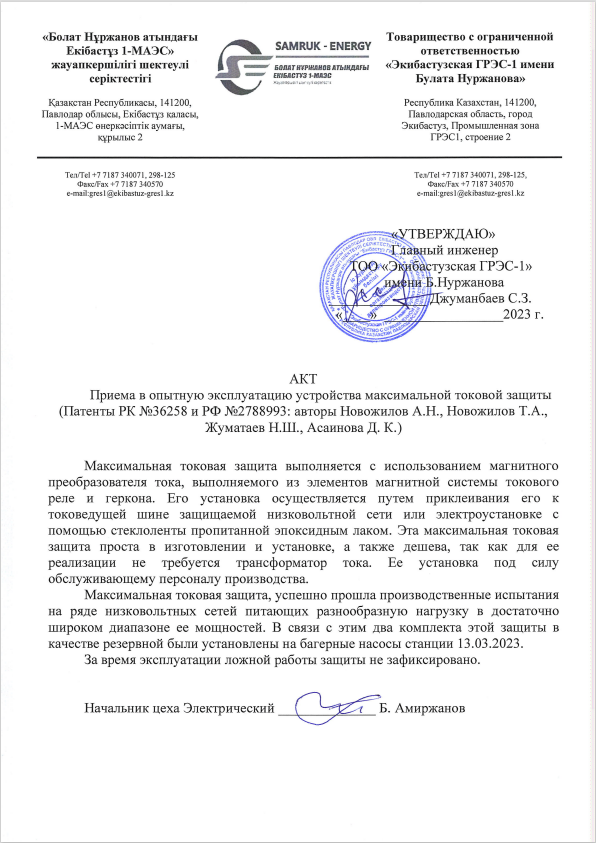 «Болат Нұржанов атындағы
Екібастұз 1-МАЭС»
жауапкершілігі шектеулі
серіктестігі
Қазақстан Республикасы, 141200,
Павлодар облысы, Екібастұз қаласы,
1-МАЭС өнеркәсіптік аумағы,
құрылыс 2
SAMRUK - ENERGY
БОЛАТ НУРЖАНОВ АТЫНДАҒЫ
ЕКІБАСТУЗ 1-МАЭС
Товарищество с ограниченной
ответственностью
«Экибастузская ГРЭС-1 имени
Булата Нуржанова»
Республика Казахстан, 141200,
Павлодарская область, город
Экибастуз, Промышленная зона
ГРЭС1, строение 2
Тел/Tel +7 7187 340071, 298-125
Факс/Fax +7 7187 340570
e-mail:gres1@ekibastuz-gres1.kz
Тел/Tel +7 7187 340071, 298-125,
Факс/Fax +7 7187 340570
e-mail:gres1@ekibastuz-gres1.kz
«УТВЕРЖДАЮ»
Главный инженер
ТОО «Экибастузская ГРЭС-1»
имени Б.Нуржанова
Джуманбаев С.З.
«____»____________________2023 г.
АКТ
Приема в опытную эксплуатацию устройства максимальной токовой защиты
(Патенты РК №36258 и РФ №2788993: авторы Новожилов А.Н., Новожилов Т.А.,
Жуматаев Н.Ш., Асаинова Д. К.)
Максимальная токовая защита выполняется с использованием магнитного
преобразователя тока, выполняемого из элементов магнитной системы токового
реле и геркона. Его установка осуществляется путем приклеивания его к
токоведущей шине защищаемой низковольтной сети или электроустановке с
помощью стеклоленты пропитанной эпоксидным лаком. Эта максимальная токовая
защита проста в изготовлении и установке, а также дешева, так как для ее
реализации не требуется трансформатор тока. Ее установка под силу
обслуживающему персоналу производства.
Максимальная токовая защита, успешно прошла производственные испытания
на ряде низковольтных сетей питающих разнообразную нагрузку в достаточно
широком диапазоне ее мощностей. В связи с этим два комплекта этой защиты в
качестве резервной были установлены на багерные насосы станции 13.03.2023.
За время эксплуатации ложной работы защиты не зафиксировано.
Начальник цеха Электрический ______________ Б. Амиржанов